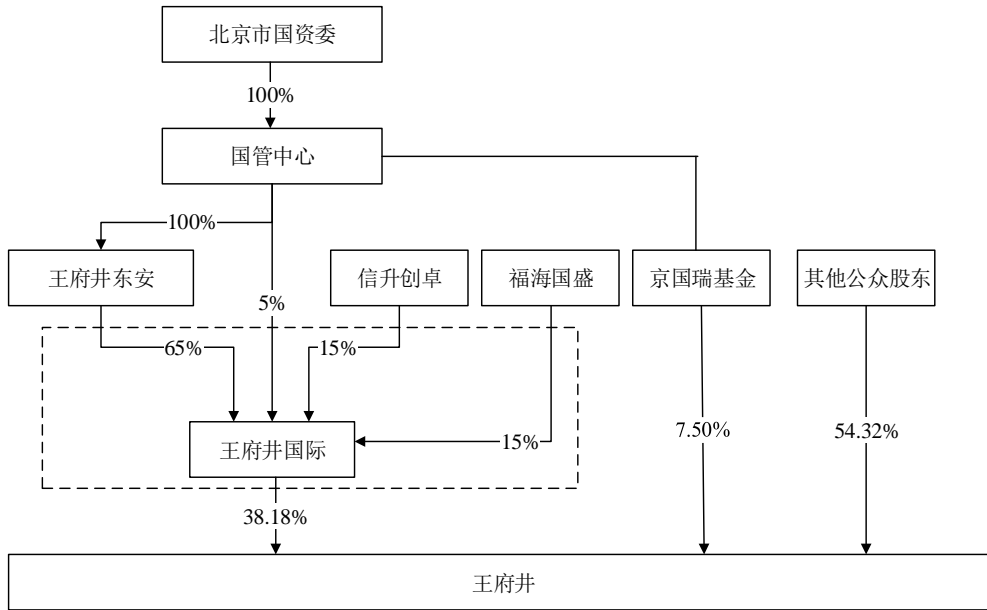 北京市国资委
100%
国管中心
100%
王府井东安
信升创卓
福海国盛
京国瑞基金
其他公众股东
5%
65%
15%
王府井国际
15%
7.50%
54.32%
38.18%
王府井